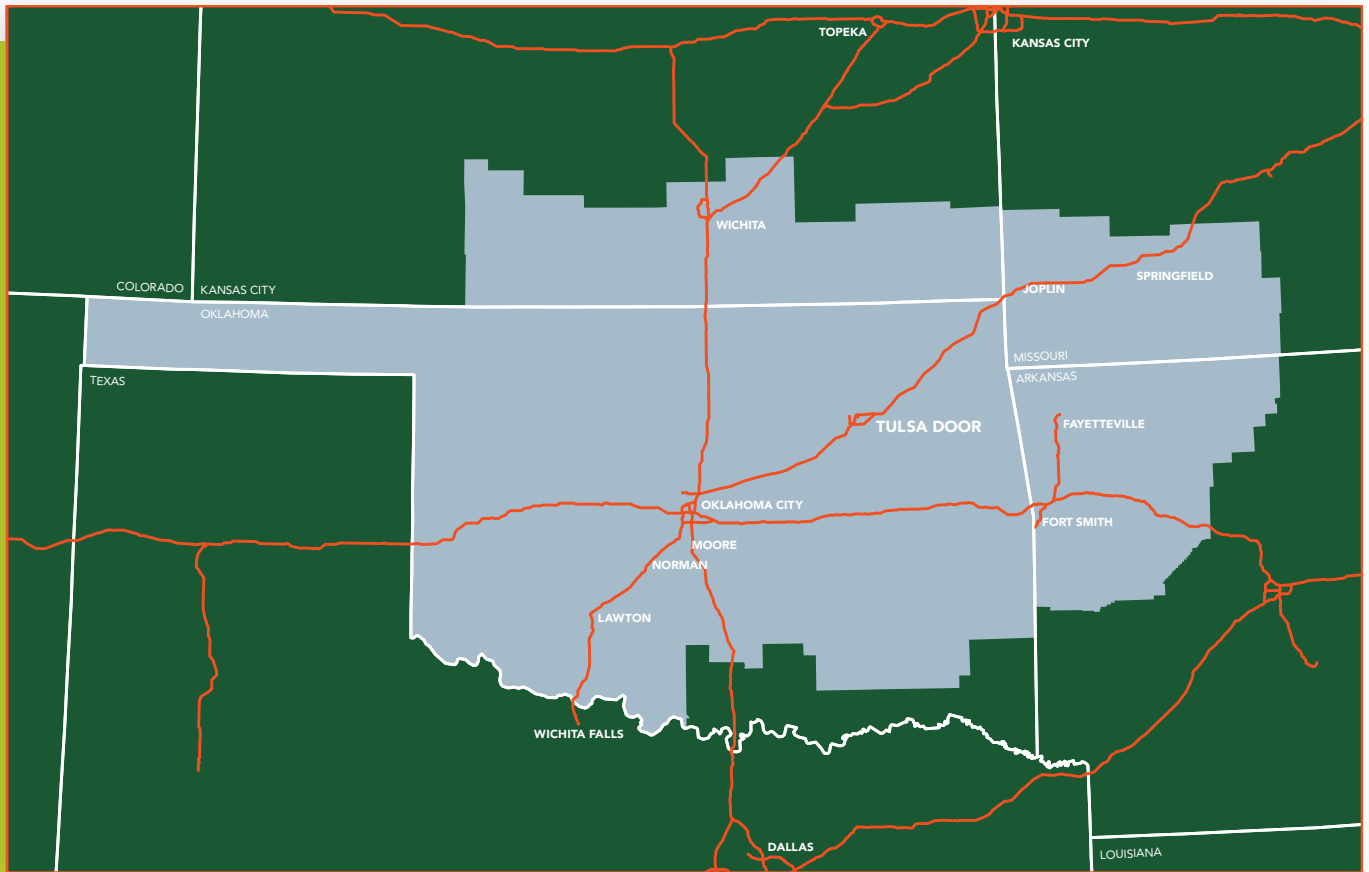 TOPEKA
KANSAS CITY
WICHITA
SPRINGFIELD
COLORADO
KANSAS CITY
JOPLIN
OKLAHOMA
MISSOURI
TEXAS
ARKANSAS
FAYETTEVILLE
TULSA DOOR
OKLAHOMA CITY
FORT SMITH
MOORE
NORMAN
LAWTON
WICHITA FALLS
DALLAS
LOUISIANA